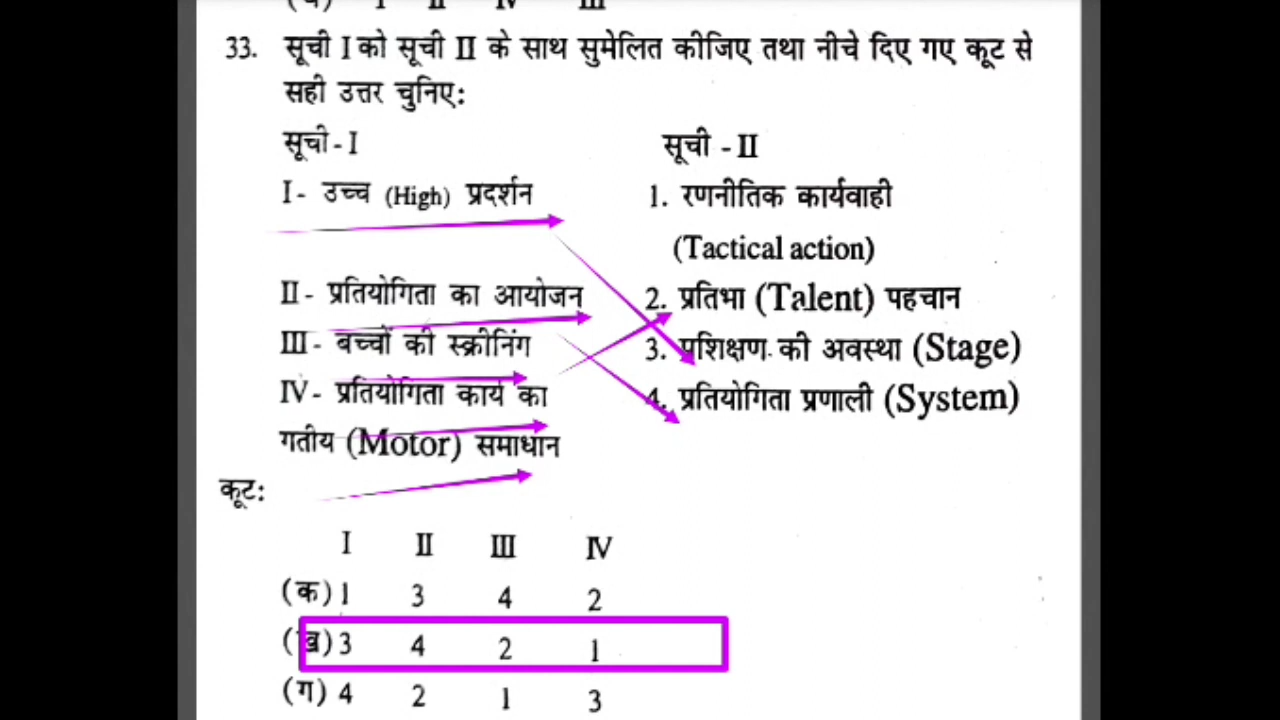 33. सूची I को सूची II के साथ सुमेलित कीजिए तथा नीचे दिए गए कूट से
सही उत्तर चुनिए:
सूची - I सूची - II
I- उच्च (High) प्रदर्शन 1. रणनीतिक कार्यवाही
(Tactical action)
II - प्रतियोगिता का आयोजन 2. प्रतिभा (Talent) पहचान
III- बच्चों की स्क्रीनिंग 3. प्रशिक्षण की अवस्था (Stage)
IV- प्रतियोगिता कार्य का 4. प्रतियोगिता प्रणाली (System)
गतीय (Motor) समाधान
कूट:
I II III IV
(क) 1 3 4 2
(ख) 3 4 2 1
(ग) 4 2 1 3